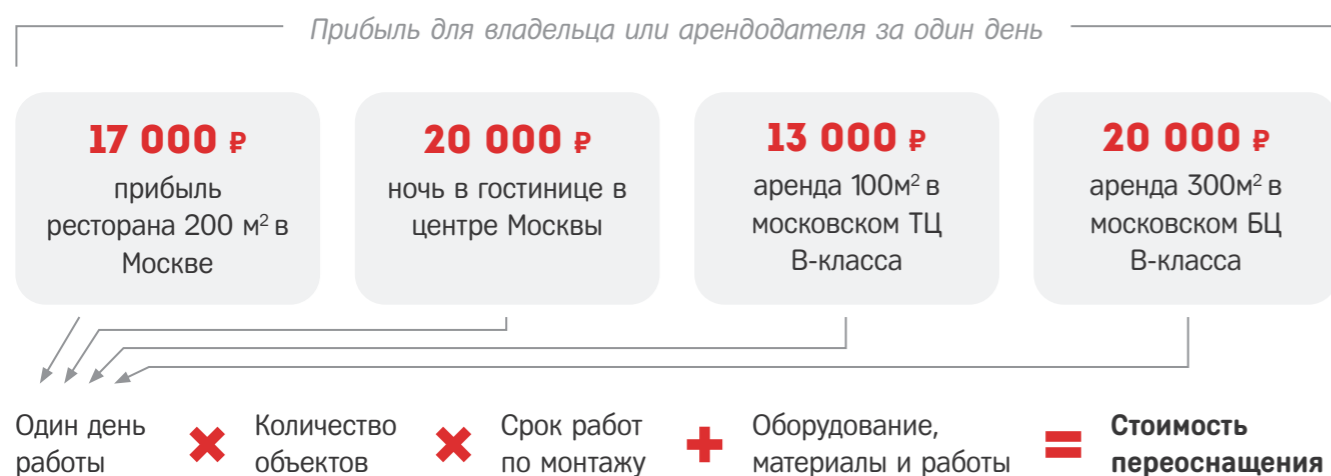 Прибыль для владельца или арендодателя за один день
17 000 ₽
прибыль
ресторана 200 м² в
Москве
20 000 ₽
ночь в гостинице в
центре Москвы
13 000 ₽
аренда 100м² в
московском ТЦ
В-класса
20 000 ₽
аренда 300м² в
московском БЦ
В-класса
Один день
работы
×
Количество
объектов
×
Срок работ
по монтажу
+
Оборудование,
материалы и работы
=
Стоимость
переоснащения